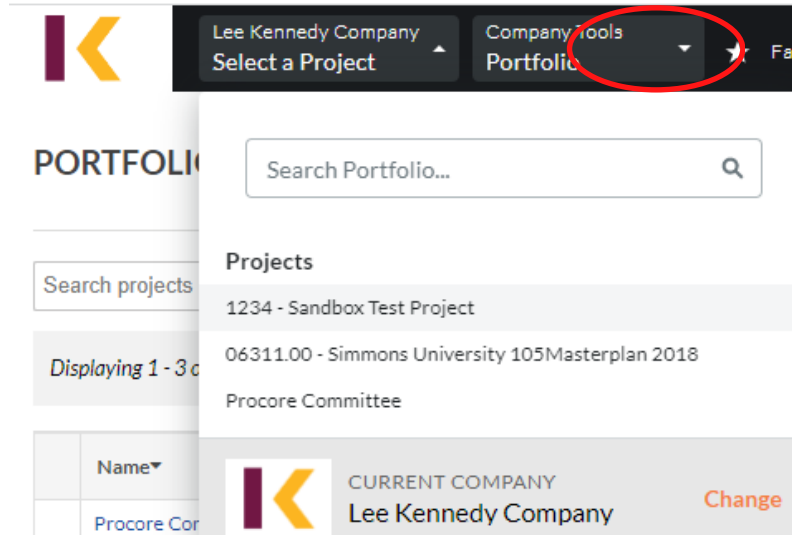 Lee Kennedy Company
Select a Project
Company Tools
Portfolio
Fa
PORTFOLI
Search Portfolio...
Projects
Search projects
1234 - Sandbox Test Project
06311.00 - Simmons University 105Masterplan 2018
Displaying 1 - 3
Procore Committee
Name
CURRENT COMPANY
Lee Kennedy Company
Change
Procore Cor